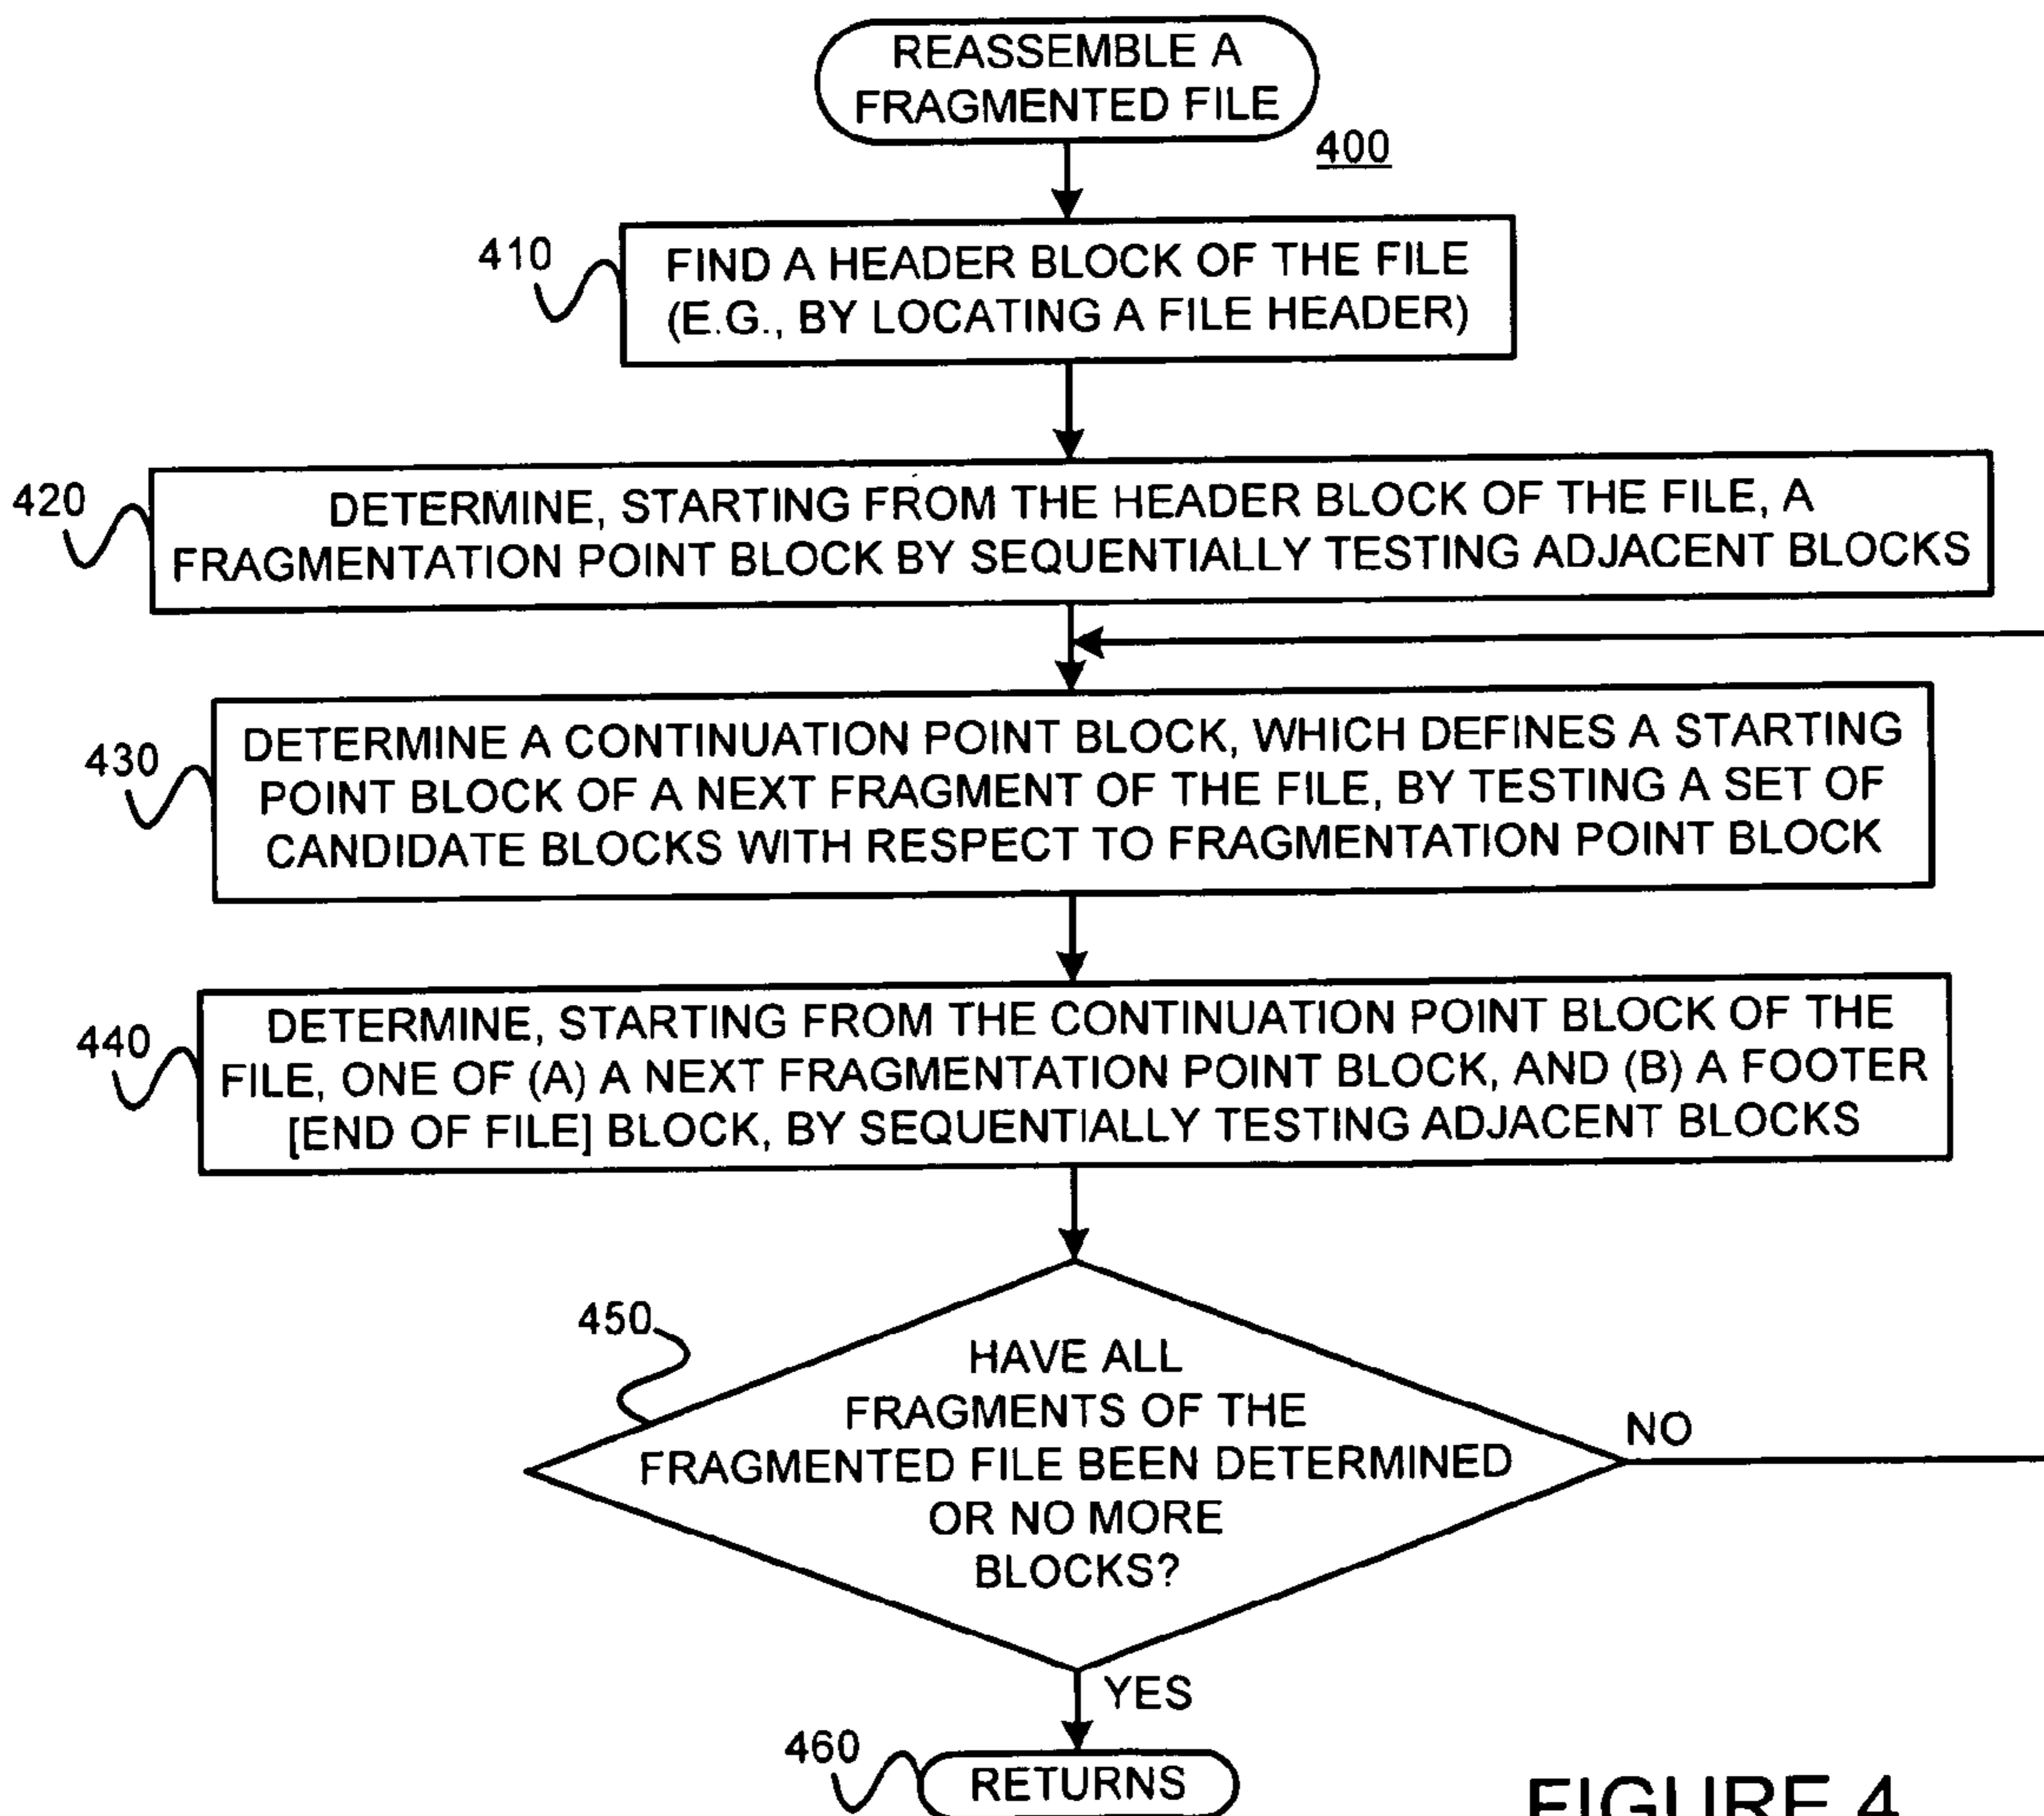 REASSEMBLE A
FRAGMENTED FILE
400
410
FIND A HEADER BLOCK OF THE FILE
(E.G., BY LOCATING A FILE HEADER)
420
DETERMINE, STARTING FROM THE HEADER BLOCK OF THE FILE, A
FRAGMENTATION POINT BLOCK BY SEQUENTIALLY TESTING ADJACENT BLOCKS
430
DETERMINE A CONTINUATION POINT BLOCK, WHICH DEFINES A STARTING
POINT BLOCK OF A NEXT FRAGMENT OF THE FILE, BY TESTING A SET OF
CANDIDATE BLOCKS WITH RESPECT TO FRAGMENTATION POINT BLOCK
440
DETERMINE, STARTING FROM THE CONTINUATION POINT BLOCK OF THE
FILE, ONE OF (A) A NEXT FRAGMENTATION POINT BLOCK, AND (B) A FOOTER
[END OF FILE] BLOCK, BY SEQUENTIALLY TESTING ADJACENT BLOCKS
450
HAVE ALL
FRAGMENTS OF THE
FRAGMENTED FILE BEEN DETERMINED
OR NO MORE
BLOCKS?
NO
YES
460
RETURNS
FIGURE 4